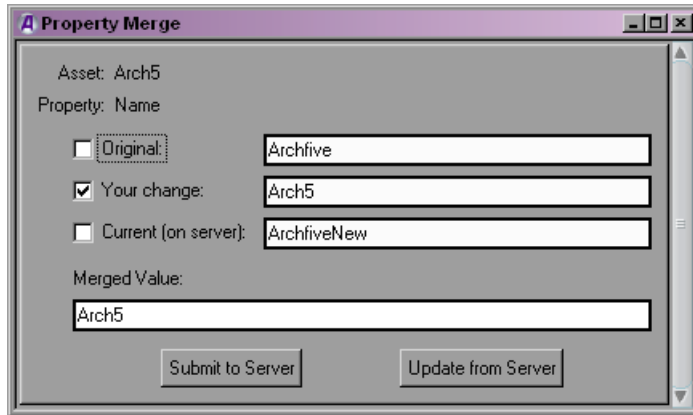 Property Merge
Asset: Arch5
Property: Name
Original: Archfive
Your change: Arch5
Current (on server): ArchfiveNew
Merged Value:
Arch5
Submit to Server Update from Server